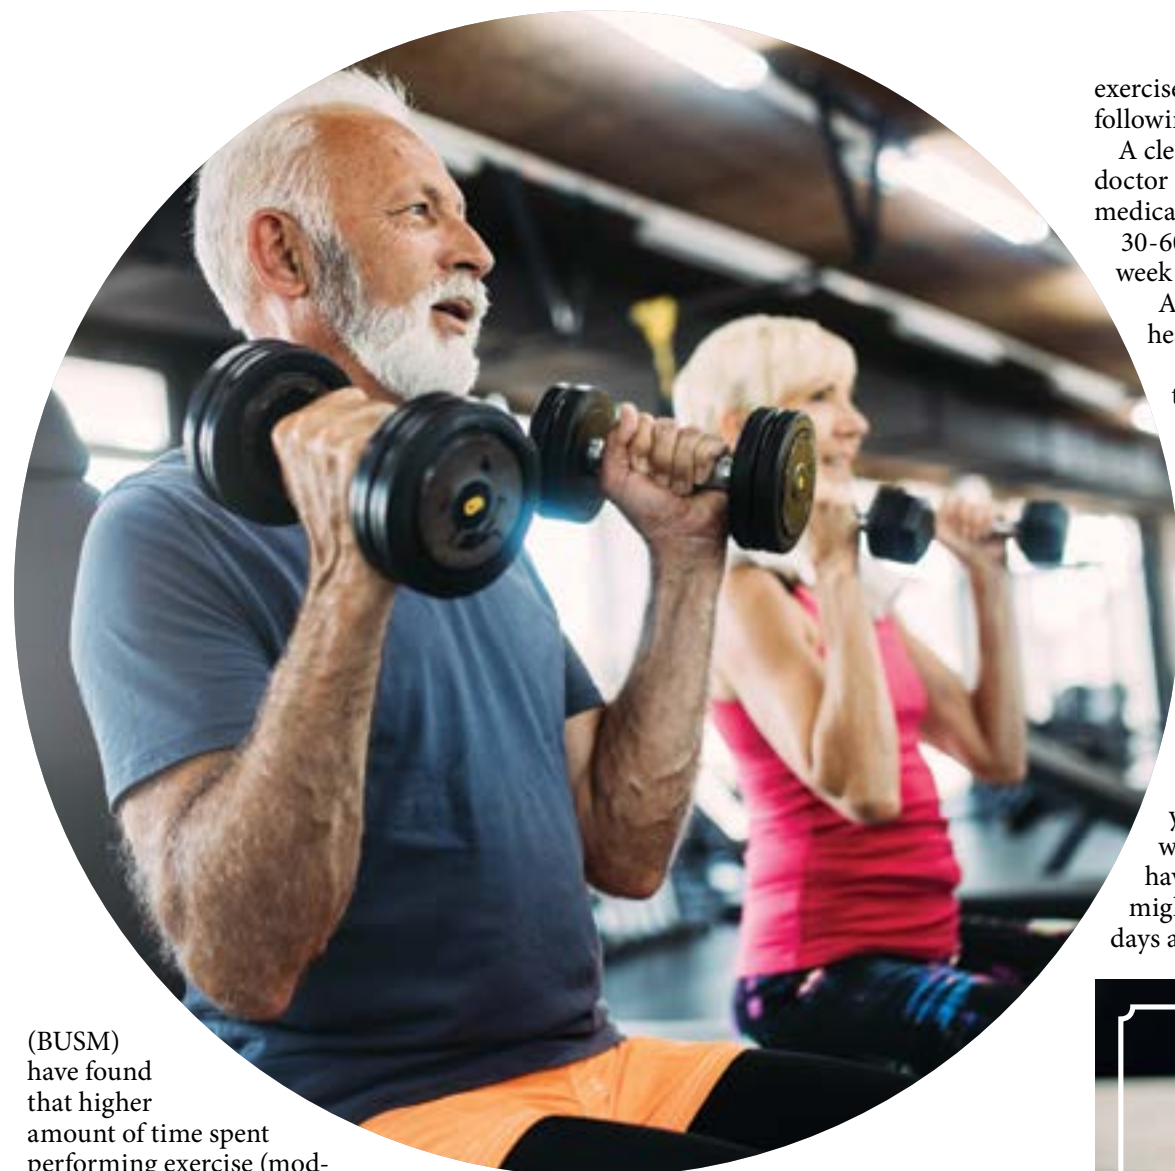 (BUSM)
have found
that higher
amount of time spent
performing exercise (mod-
exercise
followin
A cle
doctor
medica
30-60
week
A
he
t
y
w
hav
migh
days a